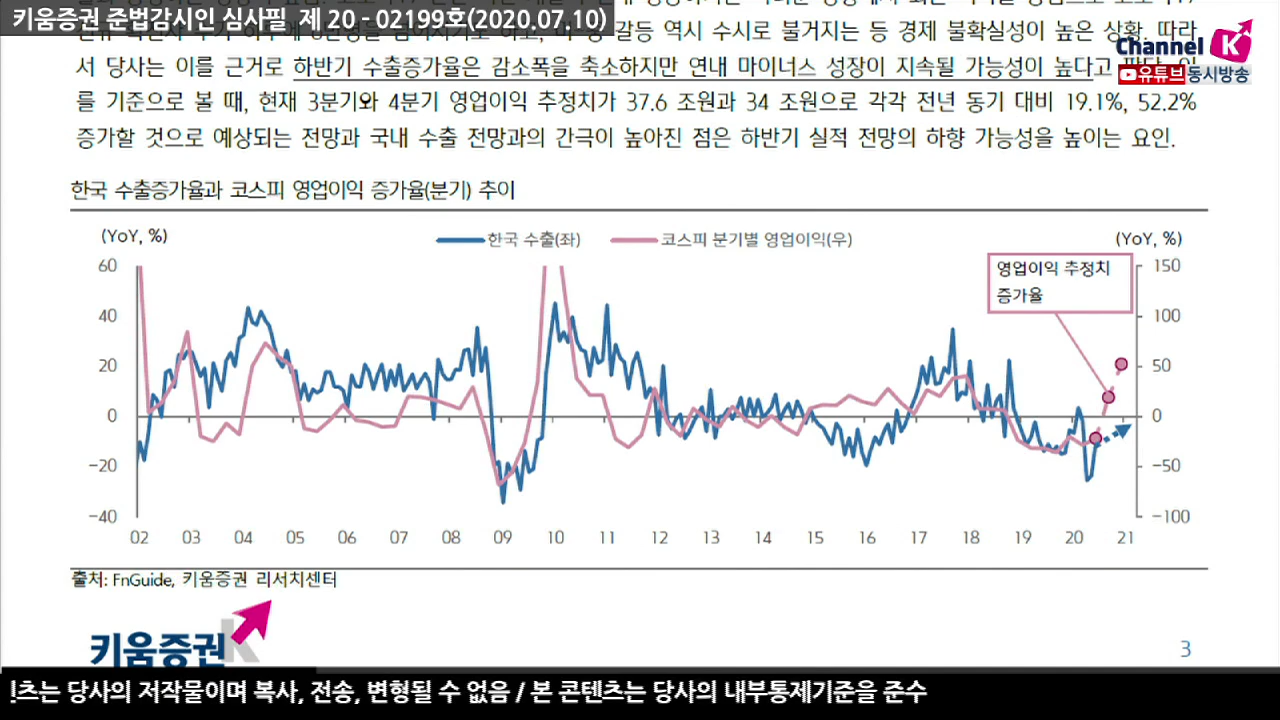 키움증권 준법감시인 심사필 제 20 - 02199호(2020.07.10)
갈등 역시 수시로 불거지는 등 경제 불확실성이 높은 상황. 따라
Channel K
서 당사는 이를 근거로 하반기 수출증가율은 감소폭을 축소하지만 연내 마이너스 성장이 지속될 가능성이 높다고
유튜브 동시방송
를 기준으로 볼 때, 현재 3분기와 4분기 영업이익 추정치가 37.6 조원과 34 조원으로 각각 전년 동기 대비 19.1%, 52.2%
증가할 것으로 예상되는 전망과 국내 수출 전망과의 간극이 높아진 점은 하반기 실적 전망의 하향 가능성을 높이는 요인.
한국 수출증가율과 코스피 영업이익 증가율(분기) 추이
(YoY, %) 한국 수출(좌) 코스피 분기별 영업이익(우) (YoY, %)
영업이익 추정치
증가율
60 150
40 100
20 50
0 0
-20 -50
-40 -100
02 03 04 05 06 07 08 09 10 11 12 13 14 15 16 17 18 19 20 21
출처: FnGuide, 키움증권 리서치센터
키움증권 K
3
츠는 당사의 저작물이며 복사, 전송, 변형될 수 없음 / 본 콘텐츠는 당사의 내부통제기준을 준수